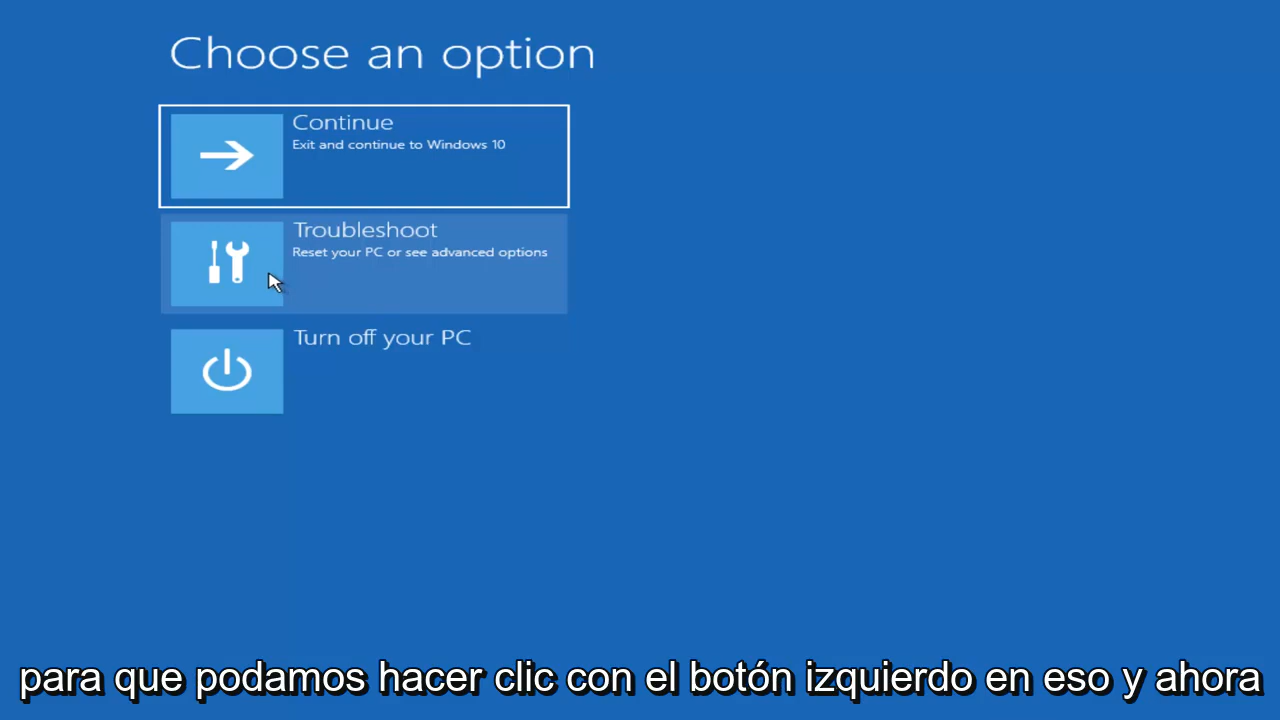 Choose an option
Continue
Exit and continue to Windows 10
Troubleshoot
Reset your PC or see advanced options
Turn off your PC
para que podamos hacer clic con el botón izquierdo en eso y ahora